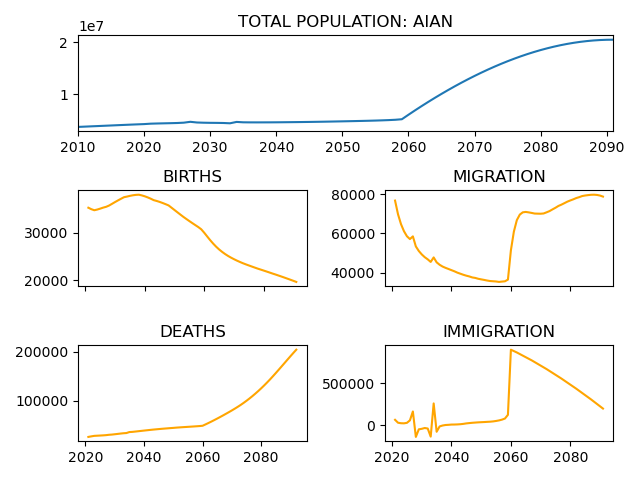 TOTAL POPULATION: AIAN
1e7
2
1
2010 2020 2030 2040 2050 2060 2070 2080 2090
BIRTHS
30000
20000
MIGRATION
80000
60000
40000
DEATHS
200000
100000
2020 2040 2060 2080
IMMIGRATION
500000
0
2020 2040 2060 2080